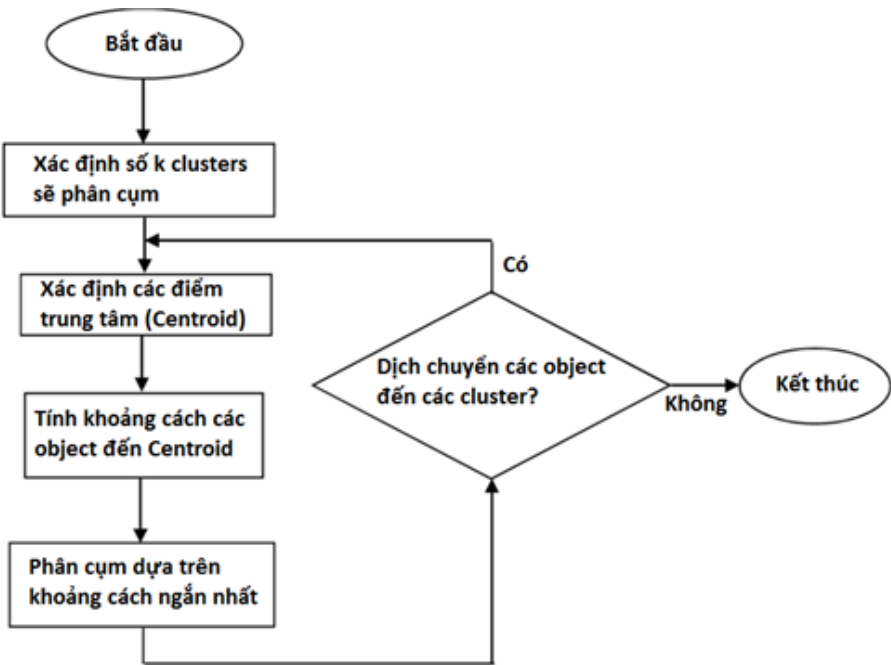 Bắt đầu
Xác định số k clusters
sẽ phân cụm
Có
Xác định các điểm
trung tâm (Centroid)
Dịch chuyển các object
đến các cluster?
Không
Kết thúc
Tính khoảng cách các
object đến Centroid
Phân cụm dựa trên
khoảng cách ngắn nhất